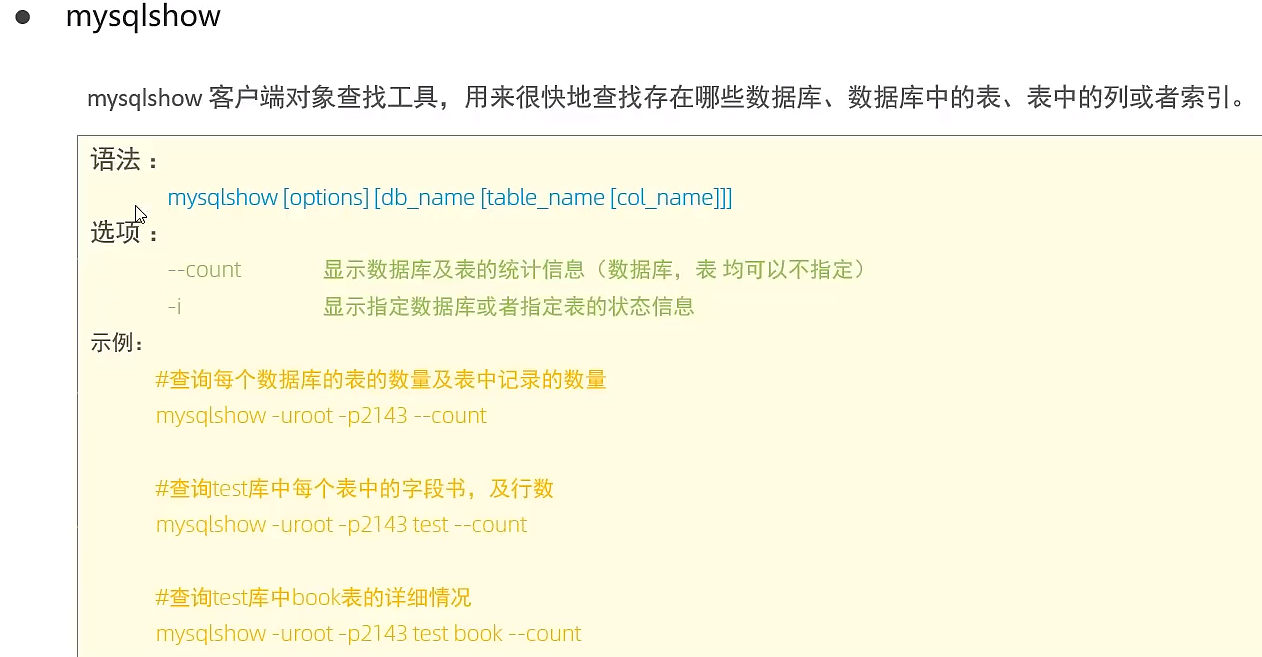 ● mysqlshow
mysqlshow 客户端对象查找工具，用来很快地查找存在哪些数据库、数据库中的表、表中的列或者索引。
语法：
mysqlshow [options] [db_name [table_name [col_name]]]
选项：
--count 显示数据库及表的统计信息（数据库，表 均可以不指定）
-i 显示指定数据库或者指定表的状态信息
示例：
#查询每个数据库的表的数量及表中记录的数量
mysqlshow -uroot -p2143 --count
#查询test库中每个表中的字段书，及行数
mysqlshow -uroot -p2143 test --count
#查询test库中book表的详细情况
mysqlshow -uroot -p2143 test book --count